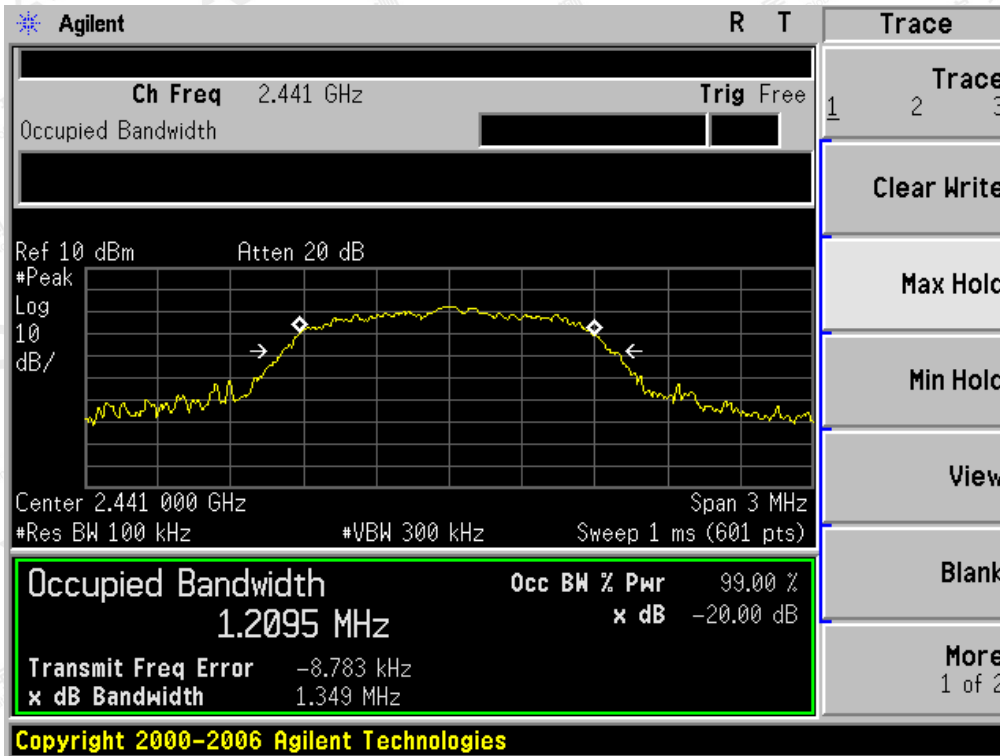 Agilent R T
Ch Freq 2.441 GHz Trig Free
Occupied Bandwidth
Ref 10 dBm Atten 20 dB
#Peak
Log
10
dB/
Center 2.441 000 GHz Span 3 MHz
#Res BW 100 kHz #VBW 300 kHz Sweep 1 ms (601 pts)
Occupied Bandwidth Occ BW % Pwr 99.00 %
1.2095 MHz x dB -20.00 dB
Transmit Freq Error -8.783 kHz
x dB Bandwidth 1.349 MHz
Copyright 2000-2006 Agilent Technologies
Trace
Trace
1 2 3
Clear Write
Max Hold
Min Hold
View
Blank
More
1 of 2